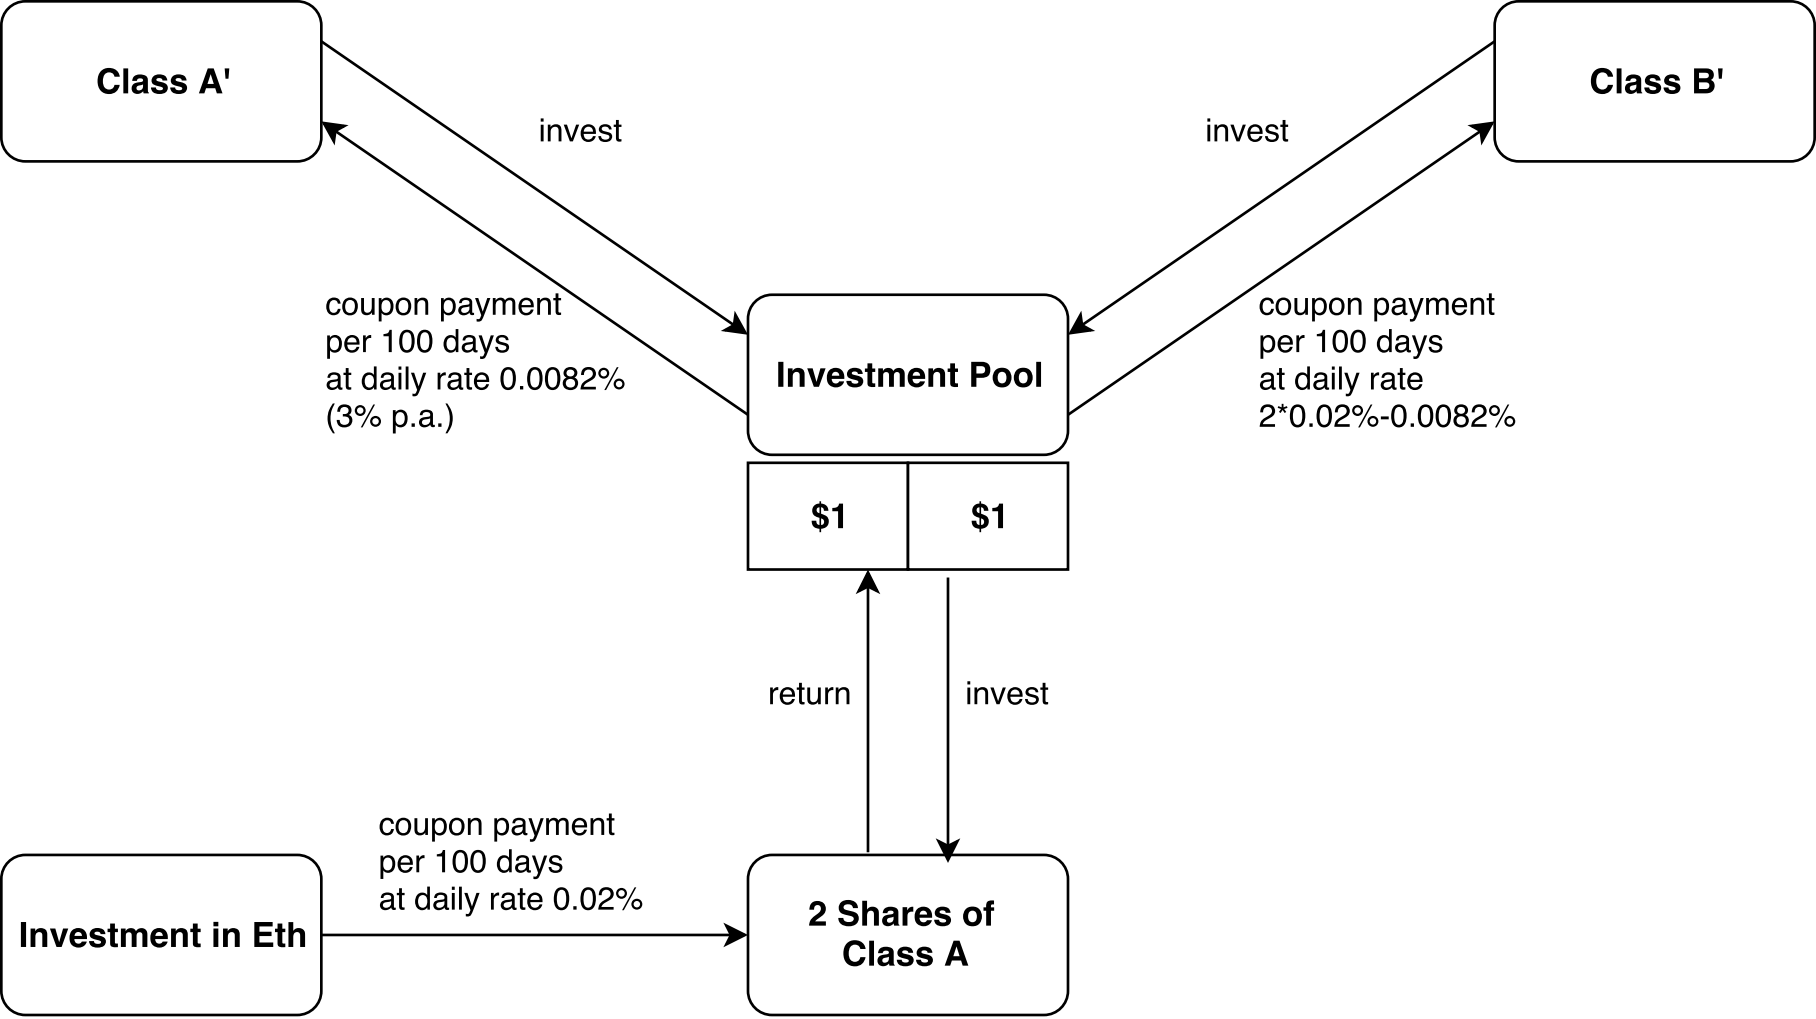 Class A'
Class B'
invest
invest
coupon payment
per 100 days
at daily rate 0.0082%
(3% p.a.)
Investment Pool
coupon payment
per 100 days
at daily rate
2*0.02%-0.0082%
$1
$1
return
invest
coupon payment
per 100 days
at daily rate 0.02%
Investment in Eth
2 Shares of
Class A